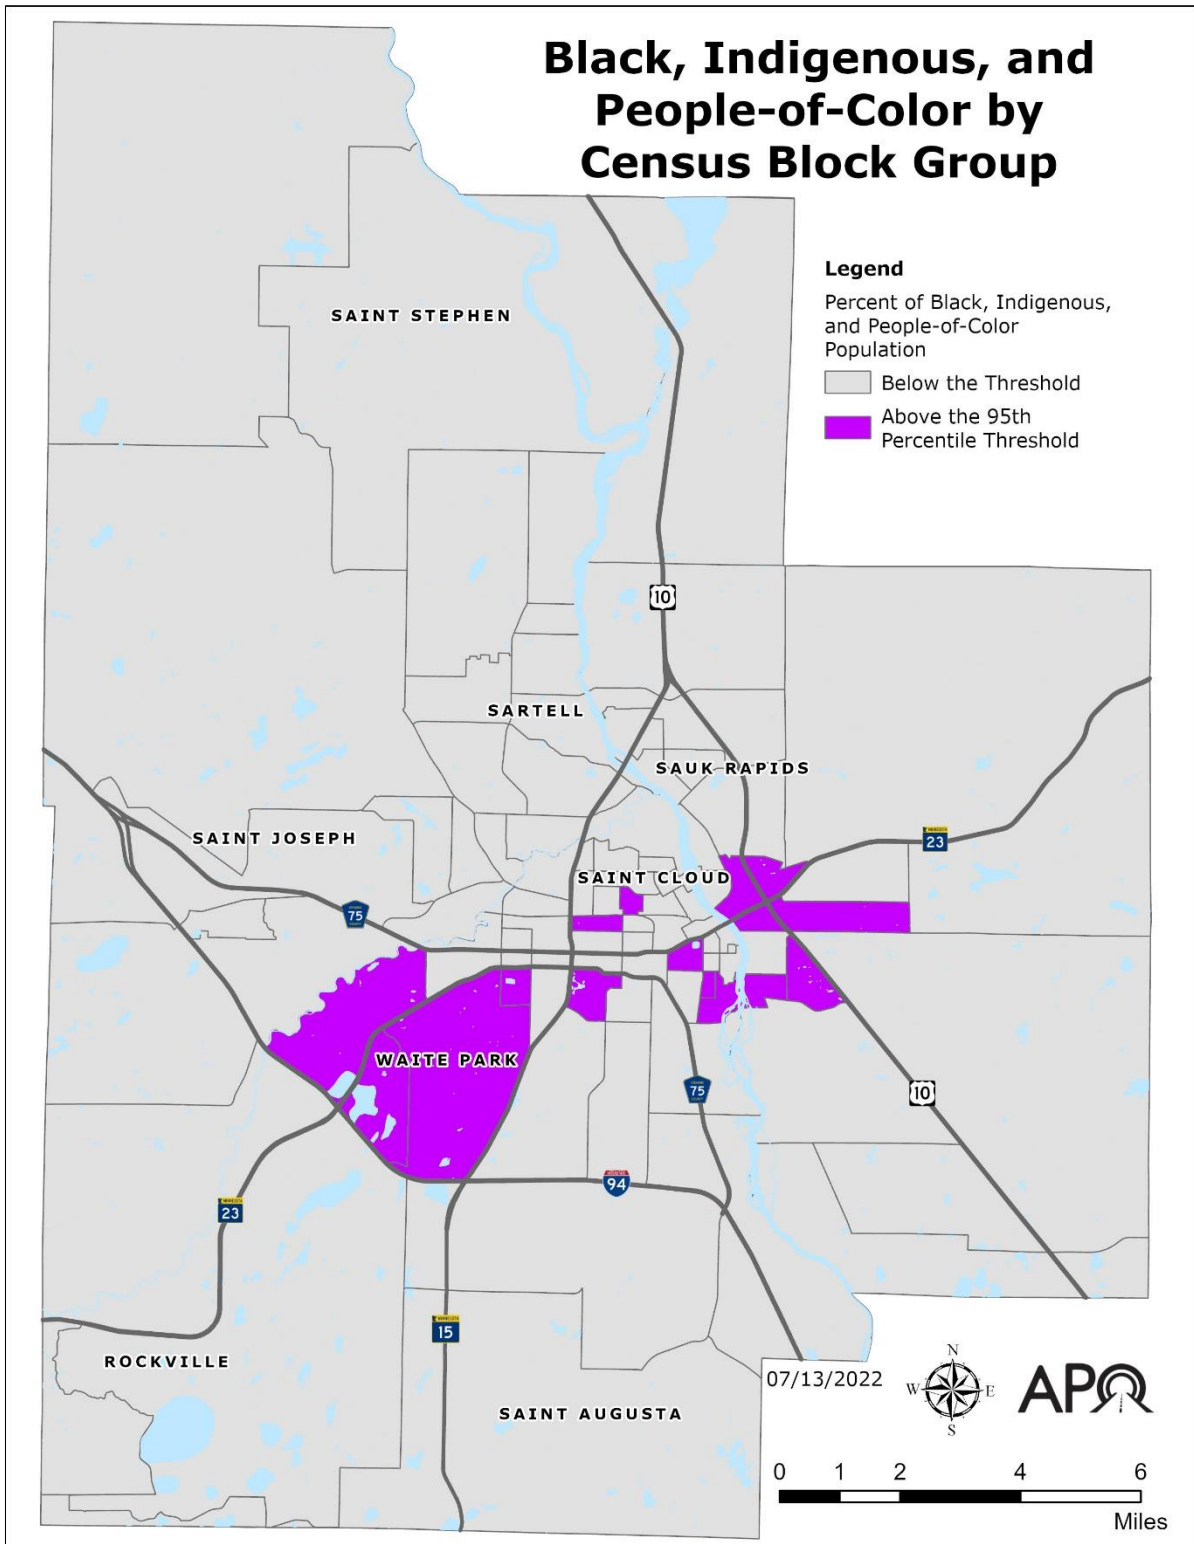 Black, Indigenous, and
People-of-Color by
Census Block Group
Legend
Percent of Black, Indigenous,
and People-of-Color
Population
Below the Threshold
Above the 95th
Percentile Threshold
SAINT STEPHEN
10
SARTELL
SAUK RAPIDS
23
SAINT JOSEPH
SAINT CLOUD
75
WAITE PARK
75
10
94
23
15
ROCKVILLE
SAINT AUGUSTA
07/13/2022
N
W
E
S
APO
0 1 2 4 6
Miles